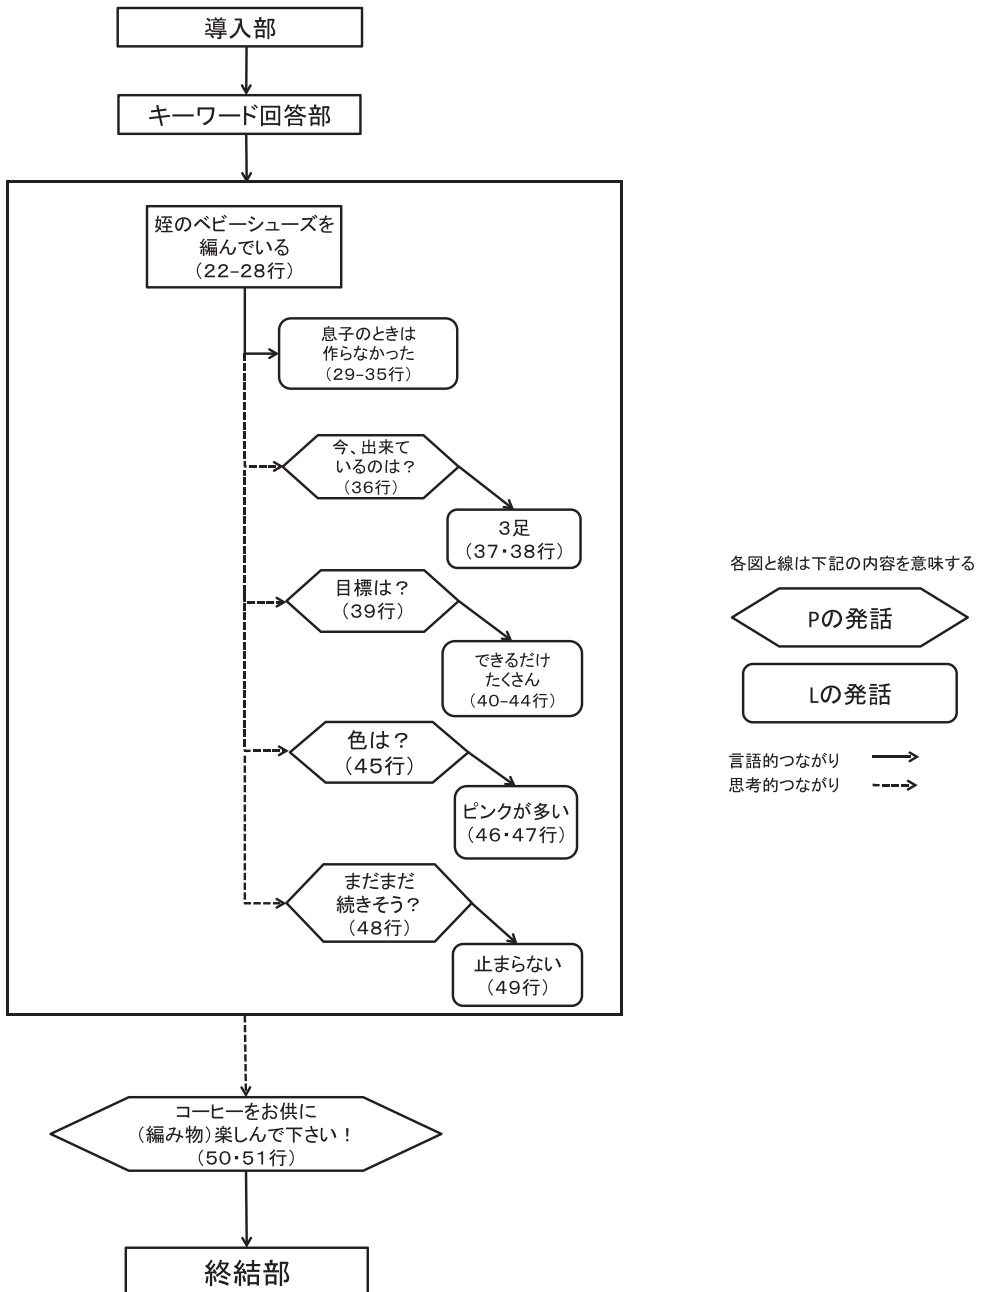 導入部
キーワード回答部
姪のベビーシューズを
編んでいる
（22−28行）
息子のときは
作らなかった
（29−35行）
今、出来て
いるのは？
（36行）
3足
（37・38行）
目標は？
（39行）
できるだけ
たくさん
（40−44行）
色は？
（45行）
ピンクが多い
（46・47行）
まだまだ
続きそう？
（48行）
止まらない
（49行）
コーヒーをお供に
（編み物）楽しんで下さい！
（50・51行）
終結部
各図と線は下記の内容を意味する
Pの発話
Lの発話
言語的つながり
思考的つながり